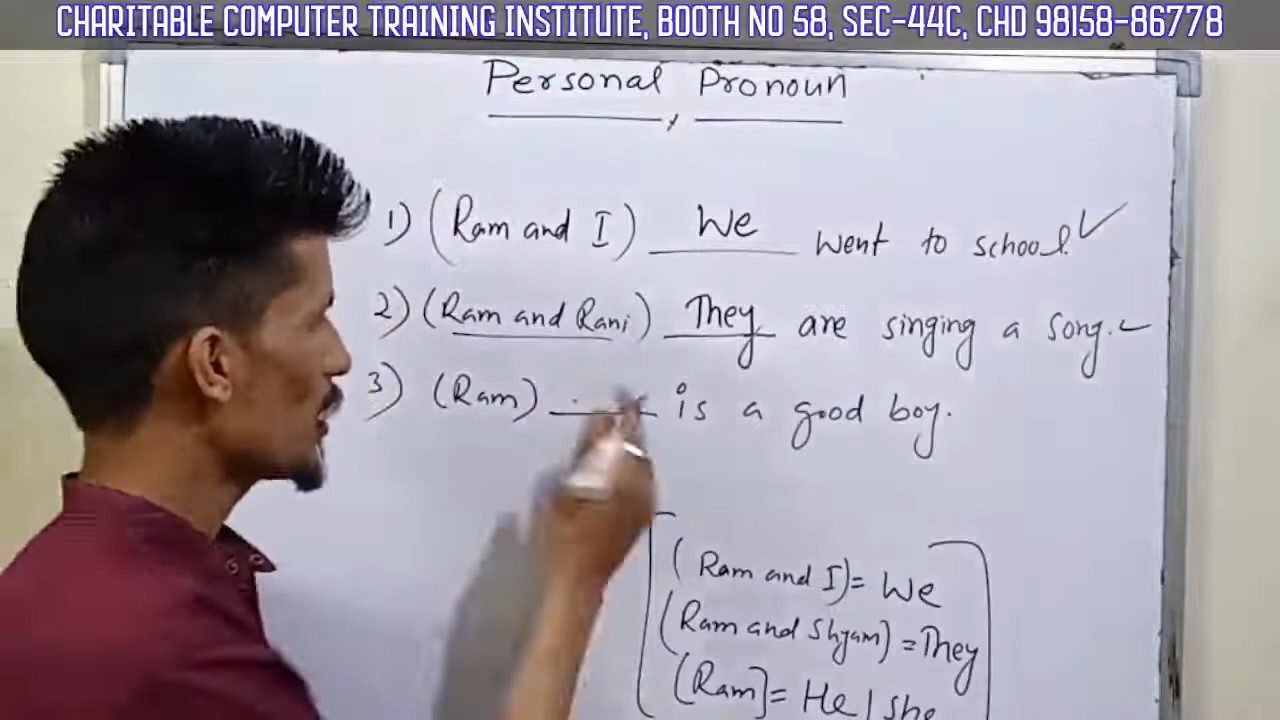 CHARITABLE COMPUTER TRAINING INSTITUTE, BOOTH NO 58, SEC-44C, CHD 98158-86778
Personal Pronoun
1) (Ram and I) We went to school.
2) (Ram and Rani) They are singing a song.
3) (Ram) ____ is a good boy.
(Ram and I) = We
(Ram and Shyam) = They
(Ram] = He / She